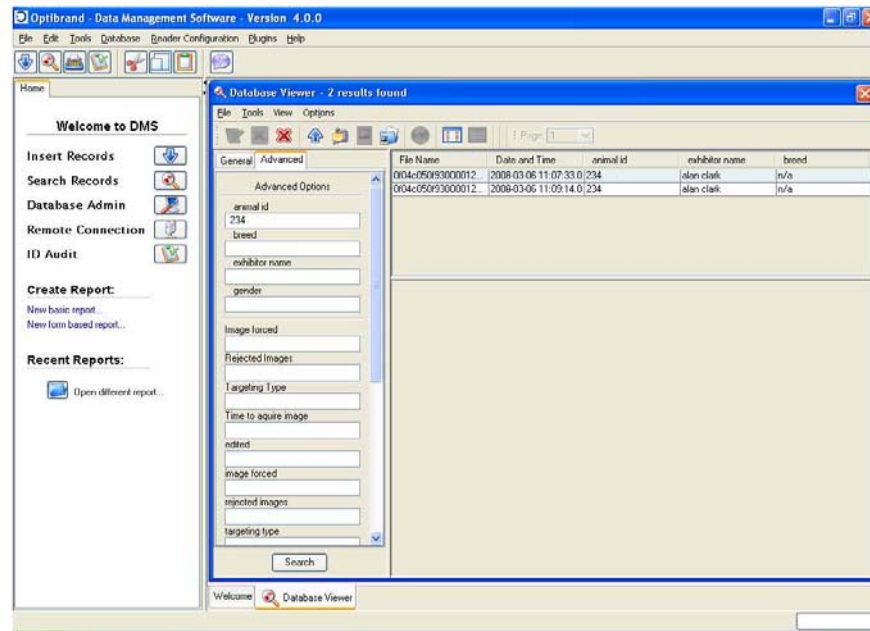 Optibrand - Data Management Software - Version 4.0.0
File Edit Tools Database Reader Configuration Plugins Help
Home
Welcome to DMS
Insert Records
Search Records
Database Admin
Remote Connection
ID Audit
Create Report:
New basic report...
New form based report...
Recent Reports:
Open different report...
Database Viewer - 2 results found
File Tools View Options
Page 1
General Advanced
Advanced Options
animal id
234
breed
exhibitor name
gender
Image forced
Rejected Images
Targeting Type
Time to aquire image
edited
image forced
rejected images
targeting type
Search
File Name Date and Time animal id exhibitor name breed
0f04c050f93000012... 2008-03-06 11:07:33.0 234 alan clark n/a
0f04c050f93000012... 2008-03-06 11:09:14.0 234 alan clark n/a
Welcome Database Viewer